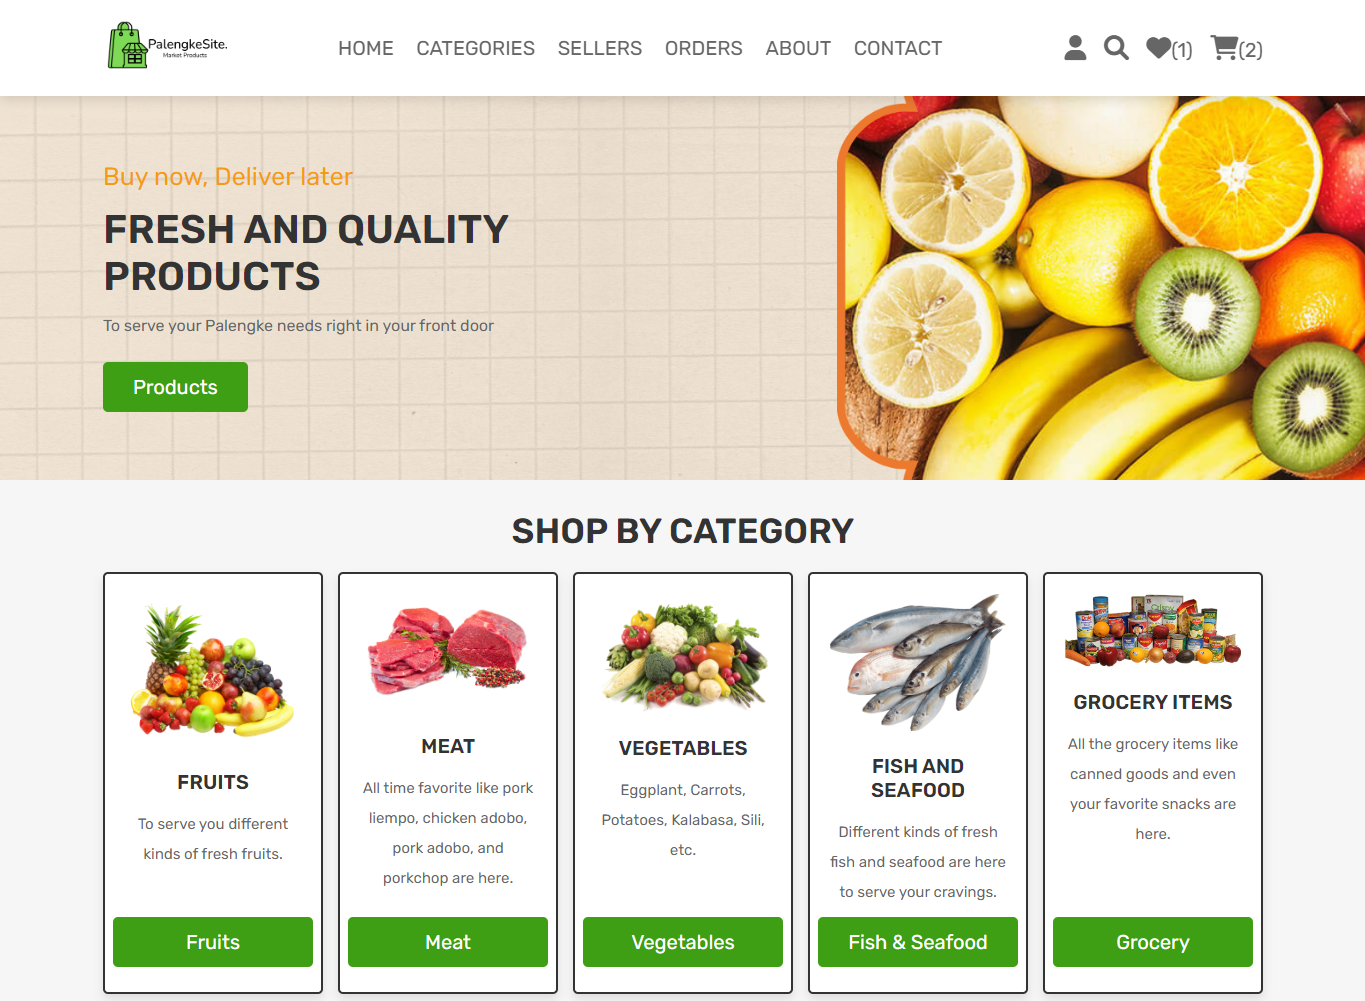 PalengkeSite.
Market Products
HOME CATEGORIES SELLERS ORDERS ABOUT CONTACT
(1) (2)
Buy now, Deliver later
FRESH AND QUALITY
PRODUCTS
To serve your Palengke needs right in your front door
Products
SHOP BY CATEGORY
FRUITS
To serve you different
kinds of fresh fruits.
Fruits
MEAT
All time favorite like pork
liempo, chicken adobo,
pork adobo, and
porkchop are here.
Meat
VEGETABLES
Eggplant, Carrots,
Potatoes, Kalabasa, Sili,
etc.
Vegetables
FISH AND
SEAFOOD
Different kinds of fresh
fish and seafood are here
to serve your cravings.
Fish & Seafood
GROCERY ITEMS
All the grocery items like
canned goods and even
your favorite snacks are
here.
Grocery